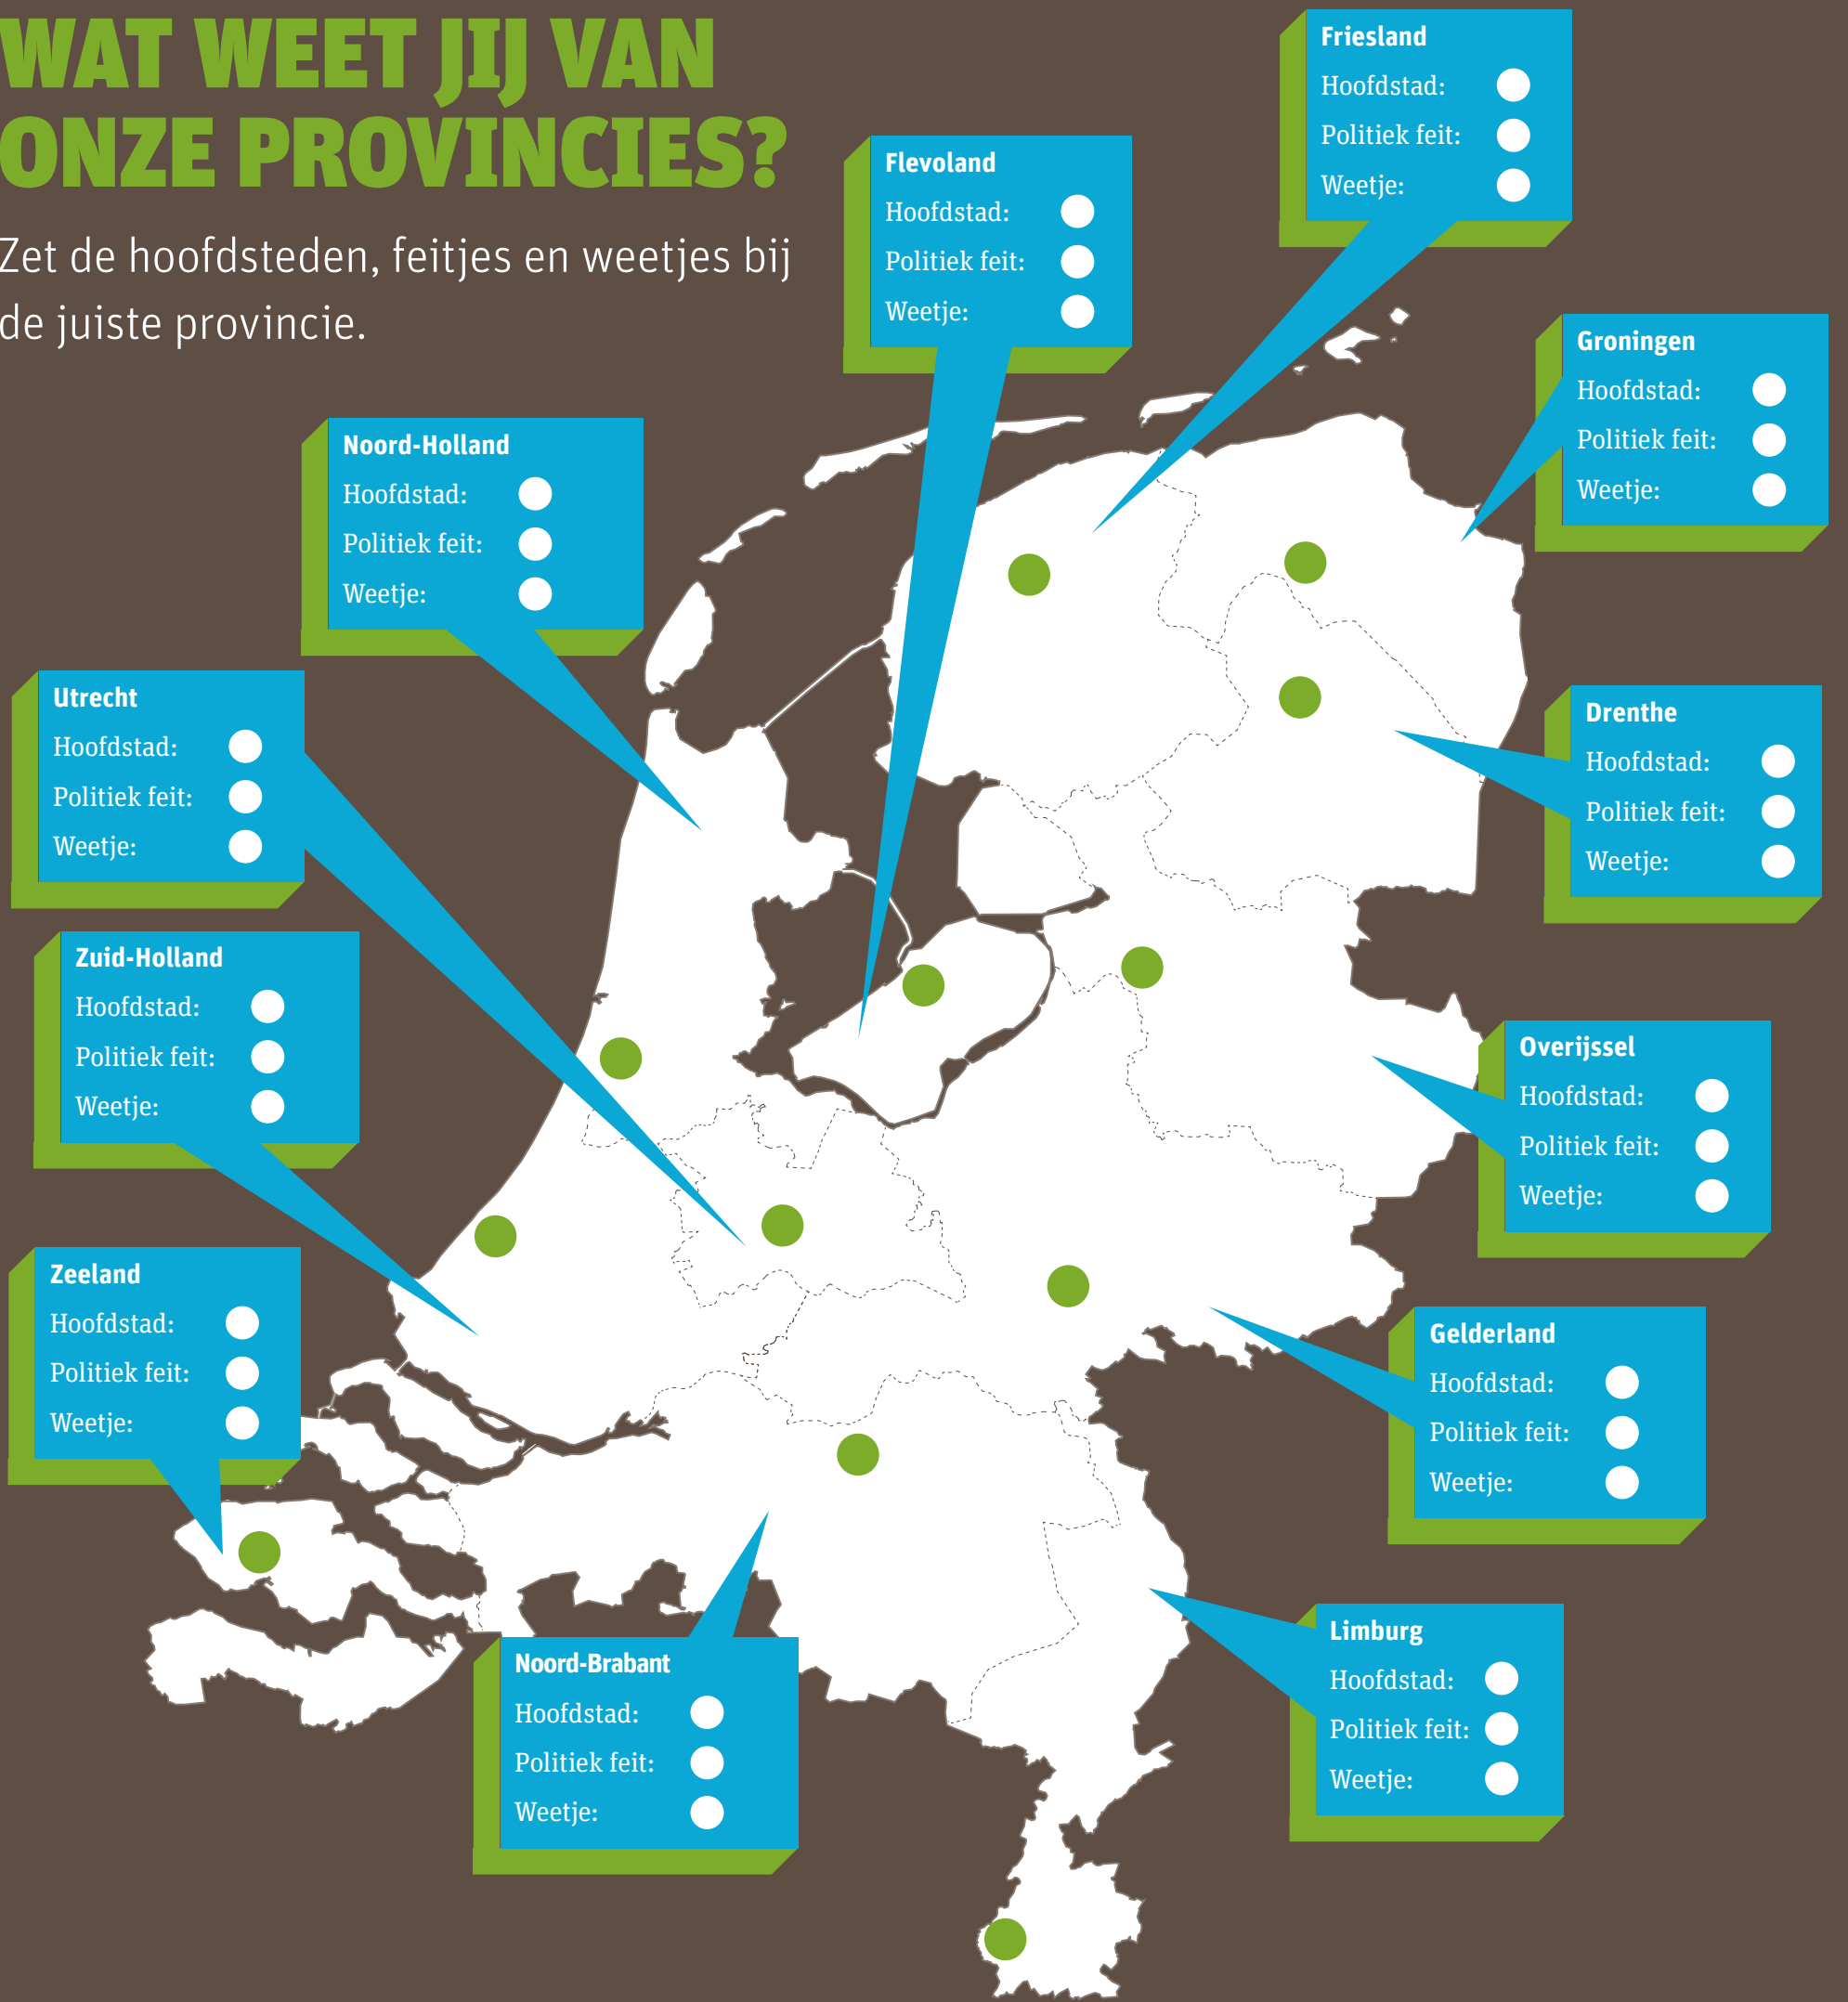 WAT WEET JIJ VAN
ONZE PROVINCIES?
Zet de hoofdsteden, feitjes en weetjes bij
de juiste provincie.
Friesland
Hoofdstad:
Politiek feit:
Weetje:
Flevoland
Hoofdstad:
Politiek feit:
Weetje:
Groningen
Hoofdstad:
Politiek feit:
Weetje:
Noord-Holland
Hoofdstad:
Politiek feit:
Weetje:
Utrecht
Hoofdstad:
Politiek feit:
Weetje:
Drenthe
Hoofdstad:
Politiek feit:
Weetje:
Zuid-Holland
Hoofdstad:
Politiek feit:
Weetje:
Overijssel
Hoofdstad:
Politiek feit:
Weetje:
Zeeland
Hoofdstad:
Politiek feit:
Weetje:
Gelderland
Hoofdstad:
Politiek feit:
Weetje:
Limburg
Hoofdstad:
Politiek feit:
Weetje:
Noord-Brabant
Hoofdstad:
Politiek feit:
Weetje: